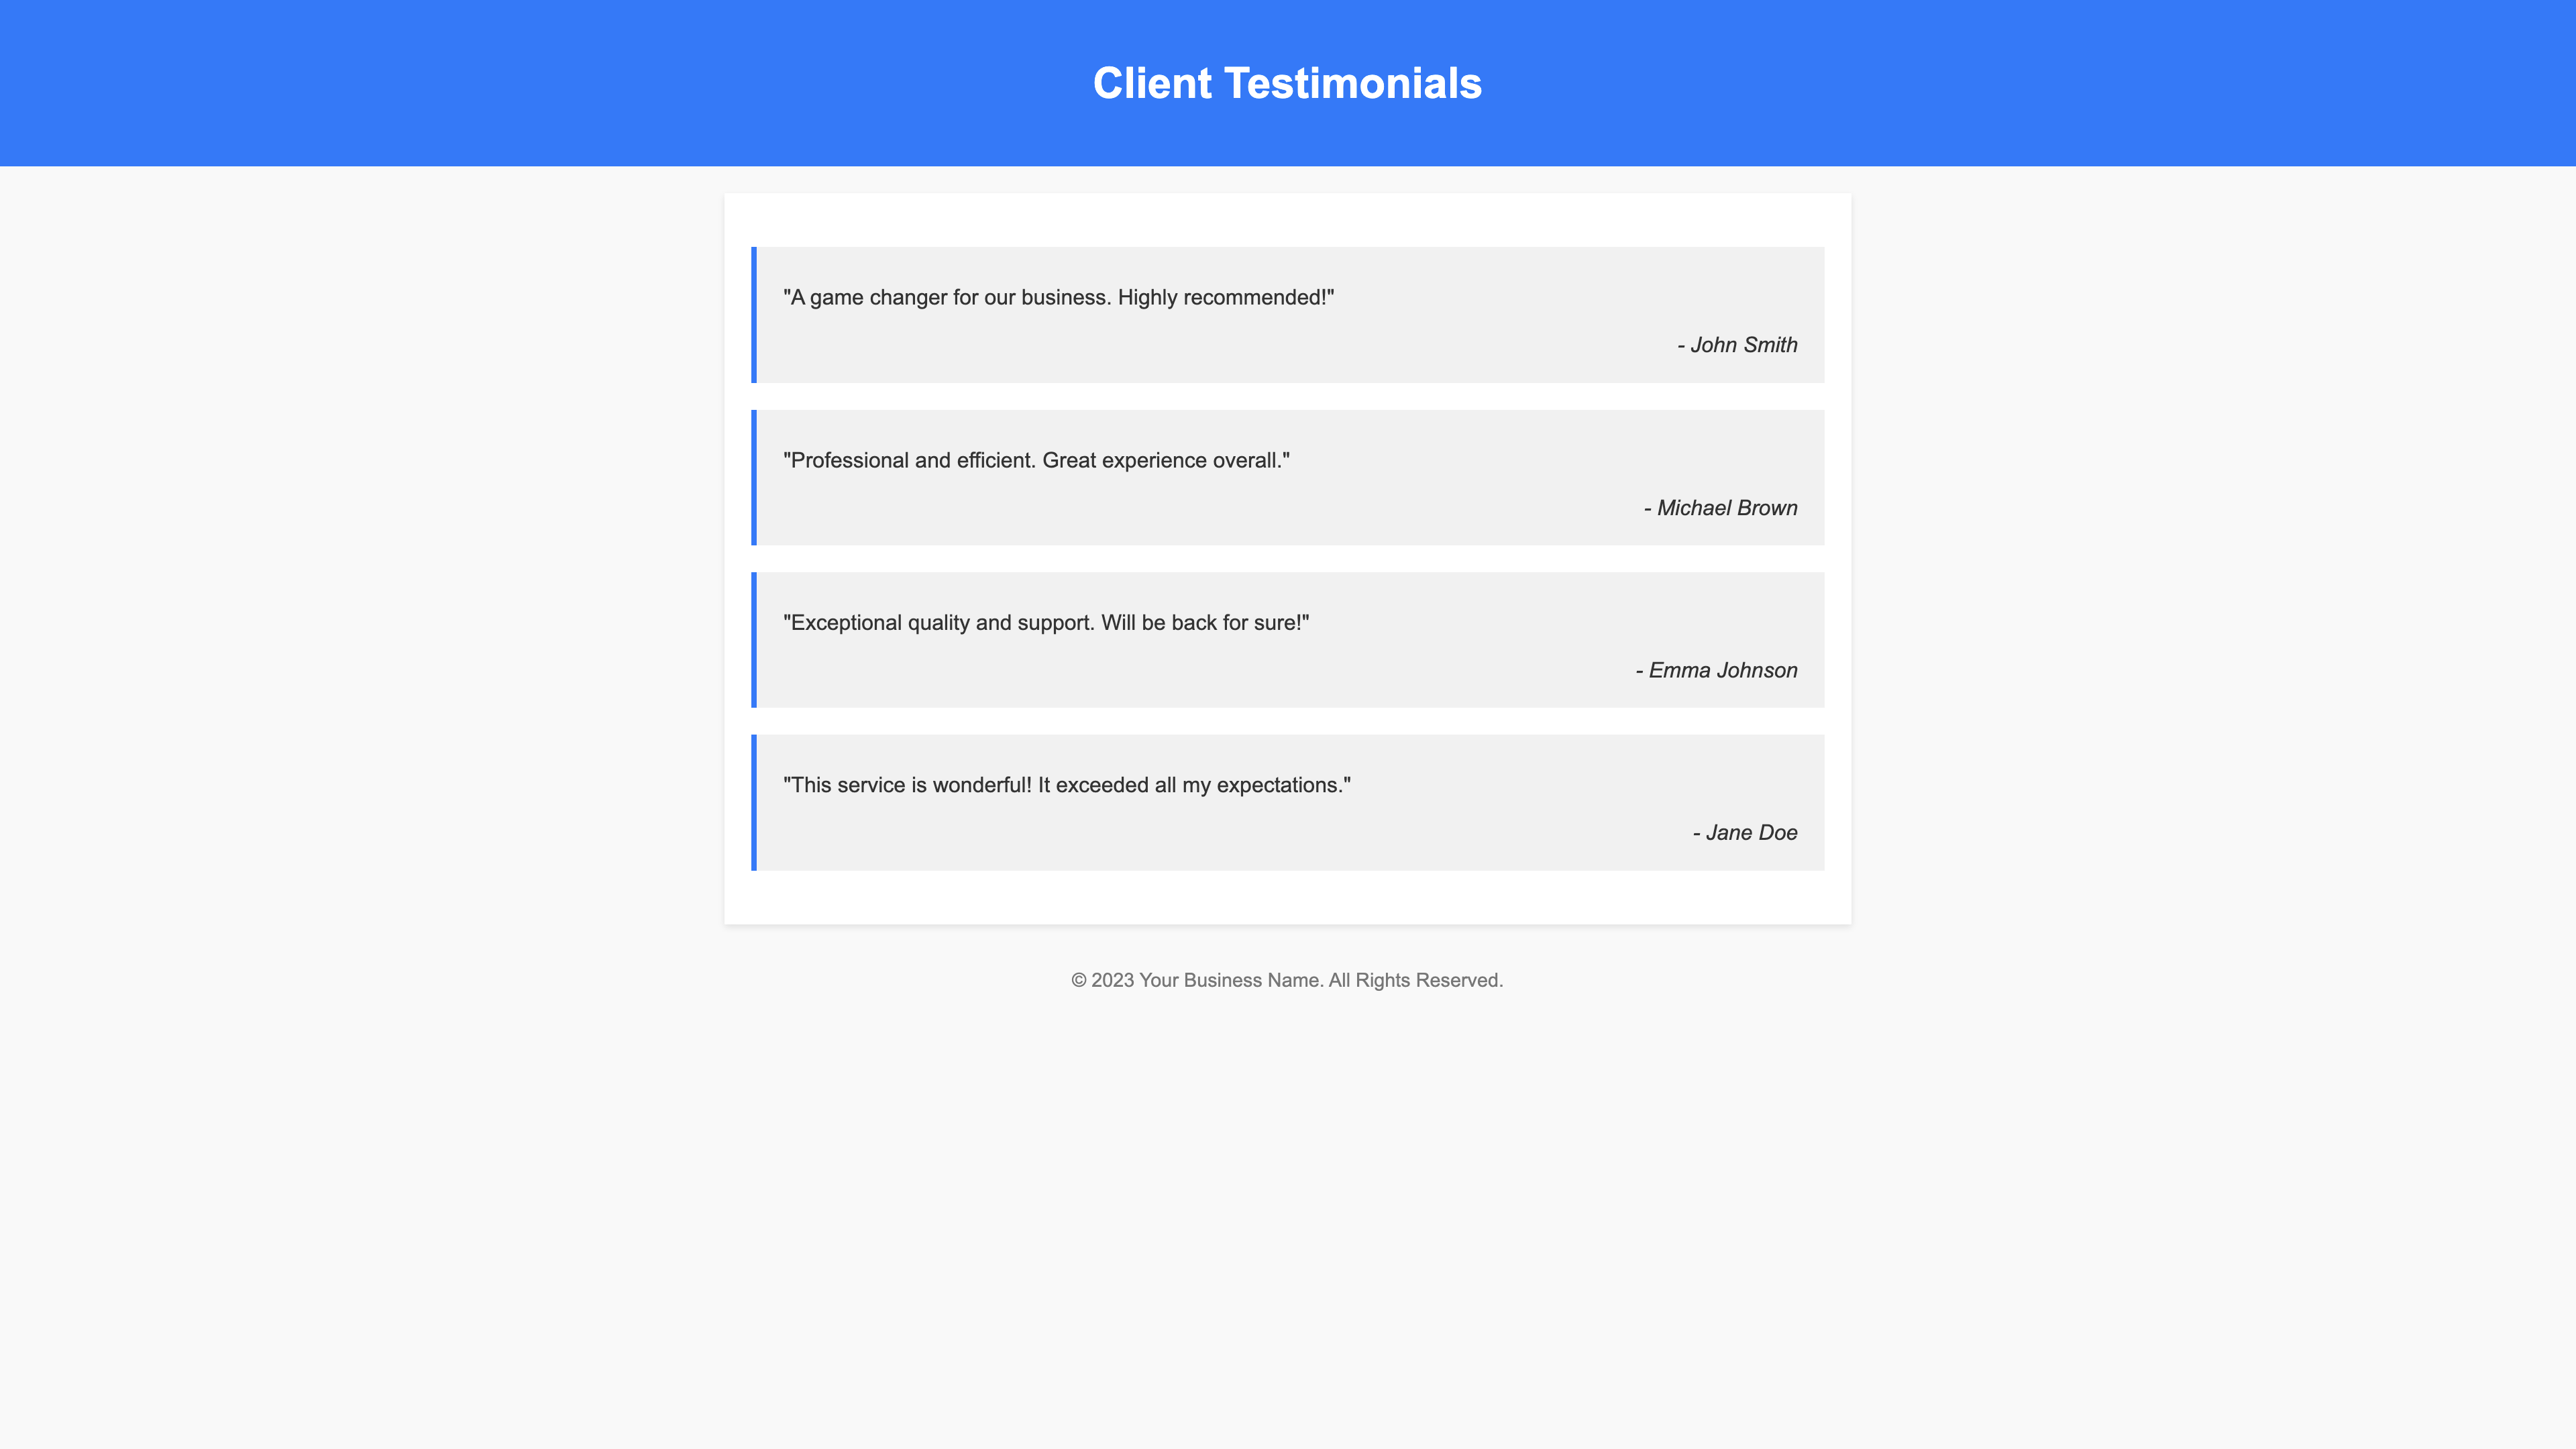 Client Testimonials
"A game changer for our business. Highly recommended!"
- John Smith
"Professional and efficient. Great experience overall."
- Michael Brown
"Exceptional quality and support. Will be back for sure!"
- Emma Johnson
"This service is wonderful! It exceeded all my expectations."
- Jane Doe
© 2023 Your Business Name. All Rights Reserved.